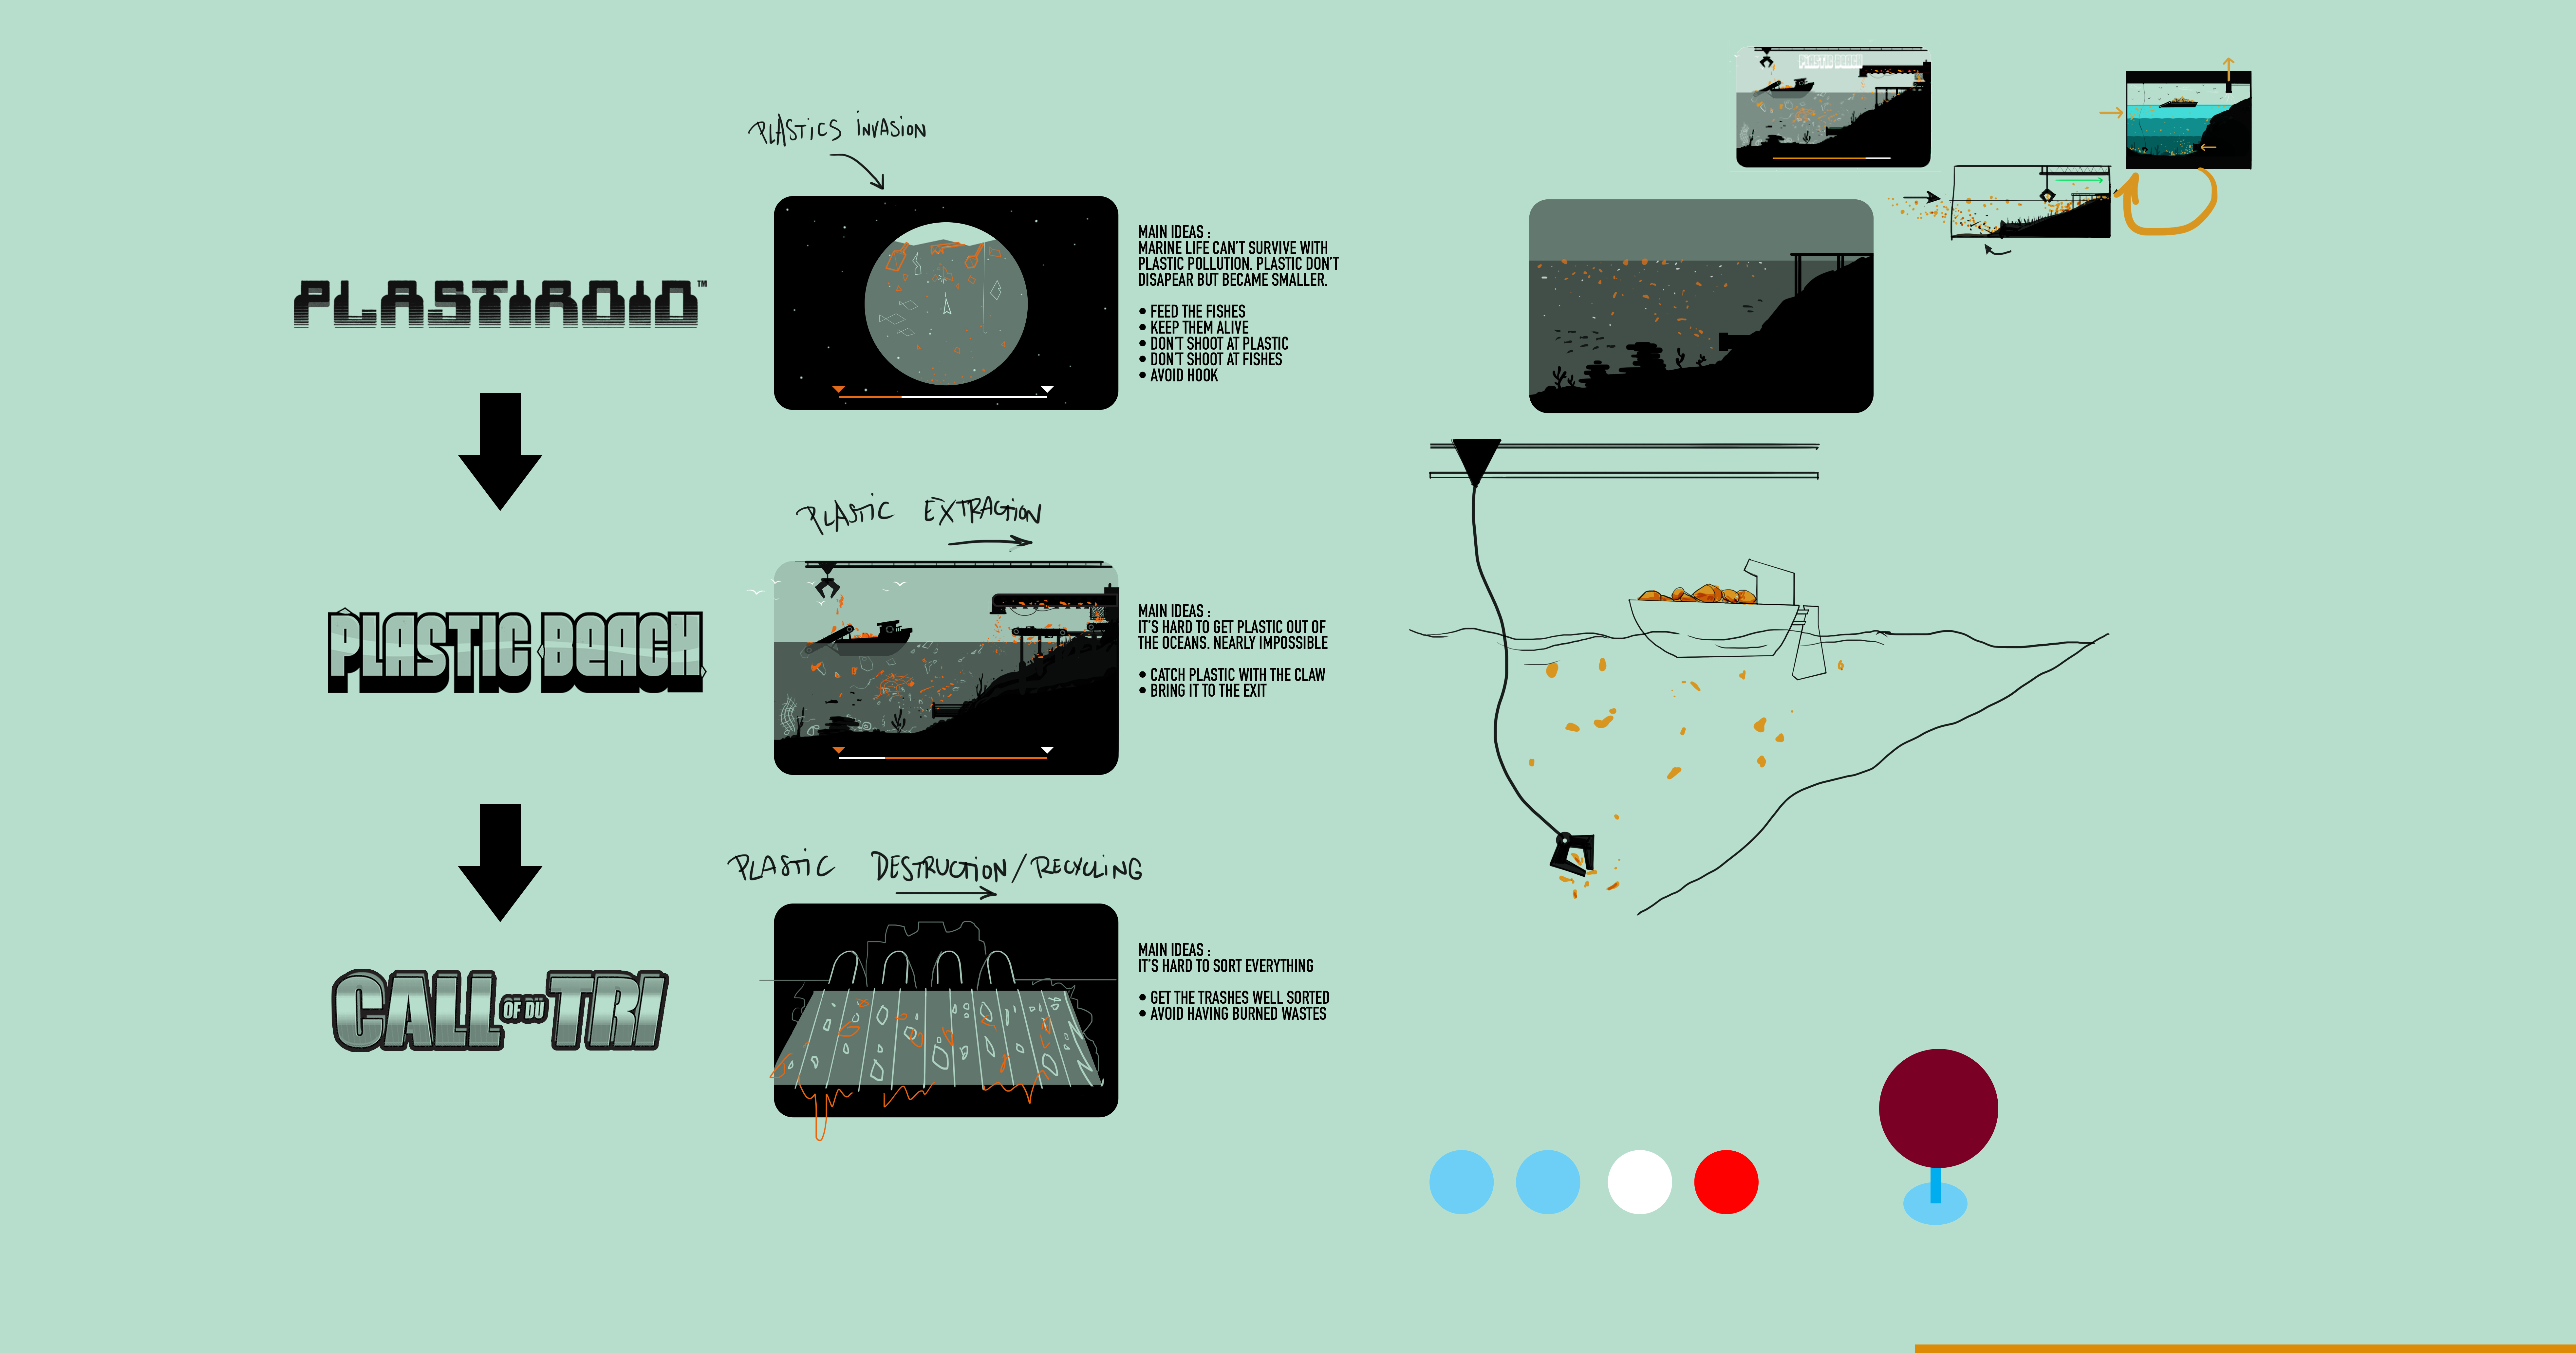 PLASTICS INVASION
PLASTIROID™
MAIN IDEAS :
MARINE LIFE CAN'T SURVIVE WITH
PLASTIC POLLUTION. PLASTIC DON'T
DISAPEAR BUT BECAME SMALLER.
• FEED THE FISHES
• KEEP THEM ALIVE
• DON'T SHOOT AT PLASTIC
• DON'T SHOOT AT FISHES
• AVOID HOOK
PLASTIC EXTRACTION
PLASTIC BEACH
MAIN IDEAS :
IT'S HARD TO GET PLASTIC OUT OF
THE OCEANS. NEARLY IMPOSSIBLE
• CATCH PLASTIC WITH THE CLAW
• BRING IT TO THE EXIT
PLASTIC DESTRUCTION/RECYCLING
CALL OF DU TRI
MAIN IDEAS :
IT'S HARD TO SORT EVERYTHING
• GET THE TRASHES WELL SORTED
• AVOID HAVING BURNED WASTES
PLASTIC BEACH